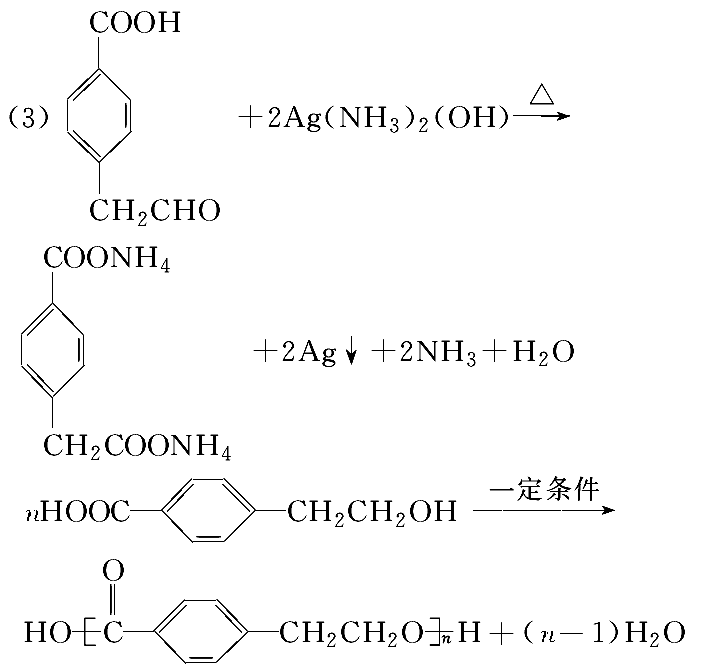 COOH
(3) +2Ag(NH₃)₂(OH) △
CH₂CHO
COONH₄
+2Ag↓+2NH₃+H₂O
CH₂COONH₄
nHOOC CH₂CH₂OH 一定条件
O
HO[C CH₂CH₂O]ₙH+(n-1)H₂O